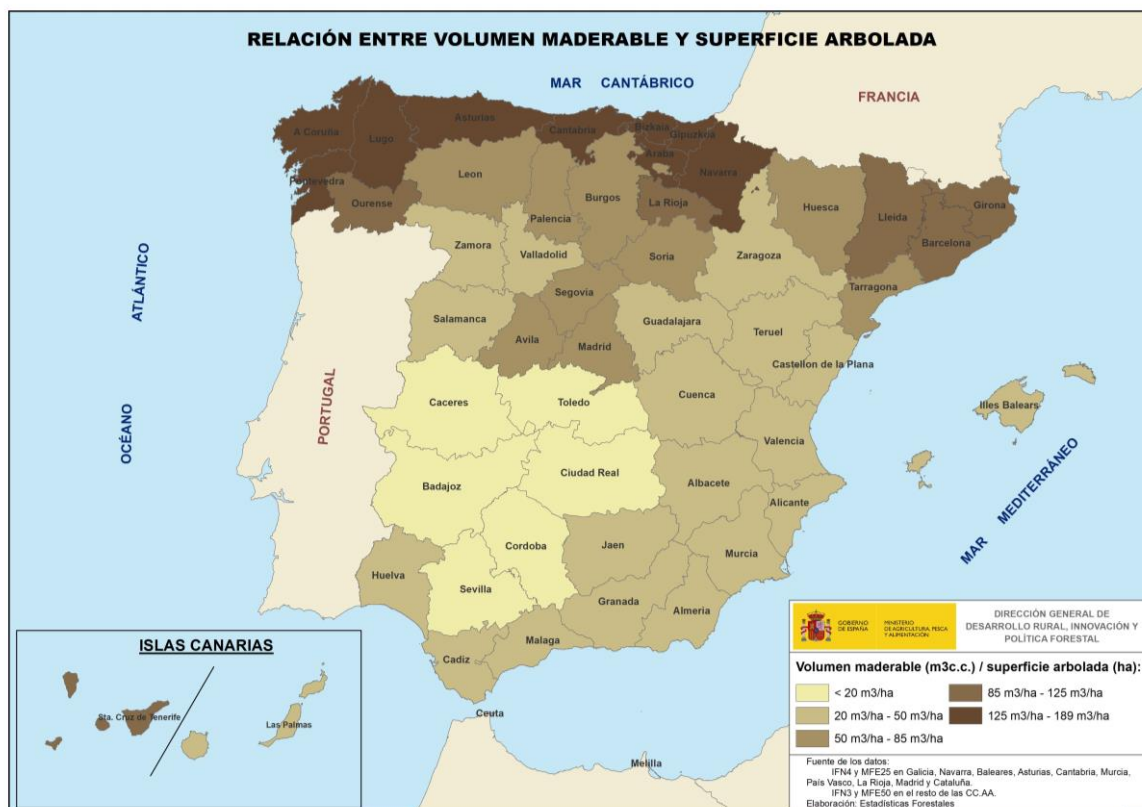 RELACIÓN ENTRE VOLUMEN MADERABLE Y SUPERFICIE ARBOLADA
MAR CANTÁBRICO
FRANCIA
A Coruña
Lugo
Asturias
Cantabria
Bizkaia
Gipuzkoa
Araba
Navarra
Pontevedra
Ourense
Leon
Palencia
Burgos
La Rioja
Huesca
Lleida
Girona
Barcelona
Zamora
Valladolid
Soria
Zaragoza
Tarragona
OCÉANO ATLÁNTICO
Segovia
Salamanca
Avila
Madrid
Guadalajara
Teruel
Castellon de la Plana
PORTUGAL
Caceres
Toledo
Cuenca
Valencia
Illes Balears
Badajoz
Ciudad Real
Albacete
Alicante
MAR MEDITERRÁNEO
Huelva
Sevilla
Cordoba
Jaen
Murcia
Granada
Almeria
Malaga
Cadiz
Ceuta
Melilla
ISLAS CANARIAS
Sta. Cruz de Tenerife
Las Palmas
GOBIERNO
DE ESPAÑA
MINISTERIO
DE AGRICULTURA, PESCA
Y ALIMENTACIÓN
DIRECCIÓN GENERAL DE
DESARROLLO RURAL, INNOVACIÓN Y
POLÍTICA FORESTAL
Volumen maderable (m3c.c.) / superficie arbolada (ha):
< 20 m3/ha
20 m3/ha - 50 m3/ha
50 m3/ha - 85 m3/ha
85 m3/ha - 125 m3/ha
125 m3/ha - 189 m3/ha
Fuente de los datos:
IFN4 y MFE25 en Galicia, Navarra, Baleares, Asturias, Cantabria, Murcia,
País Vasco, La Rioja, Madrid y Cataluña.
IFN3 y MFE50 en el resto de las CC.AA.
Elaboración: Estadísticas Forestales